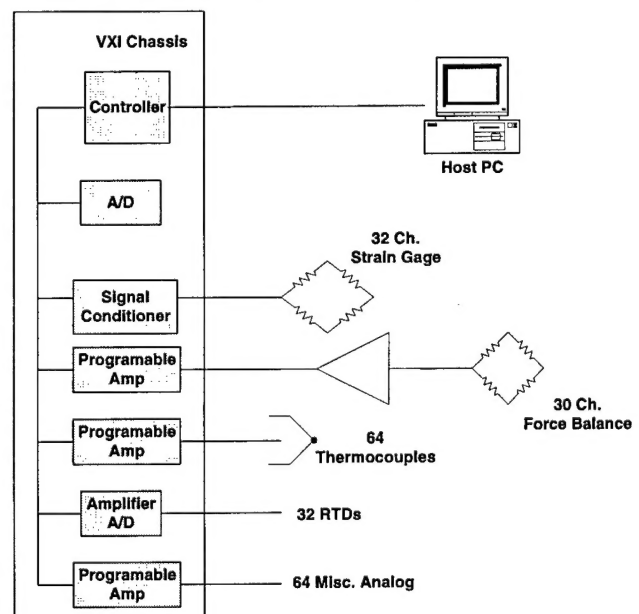 VXI Chassis
Controller
Host PC
A/D
32 Ch.
Strain Gage
Signal
Conditioner
Programable
Amp
30 Ch.
Force Balance
Programable
Amp
64
Thermocouples
Amplifier
A/D
32 RTDs
Programable
Amp
64 Misc. Analog